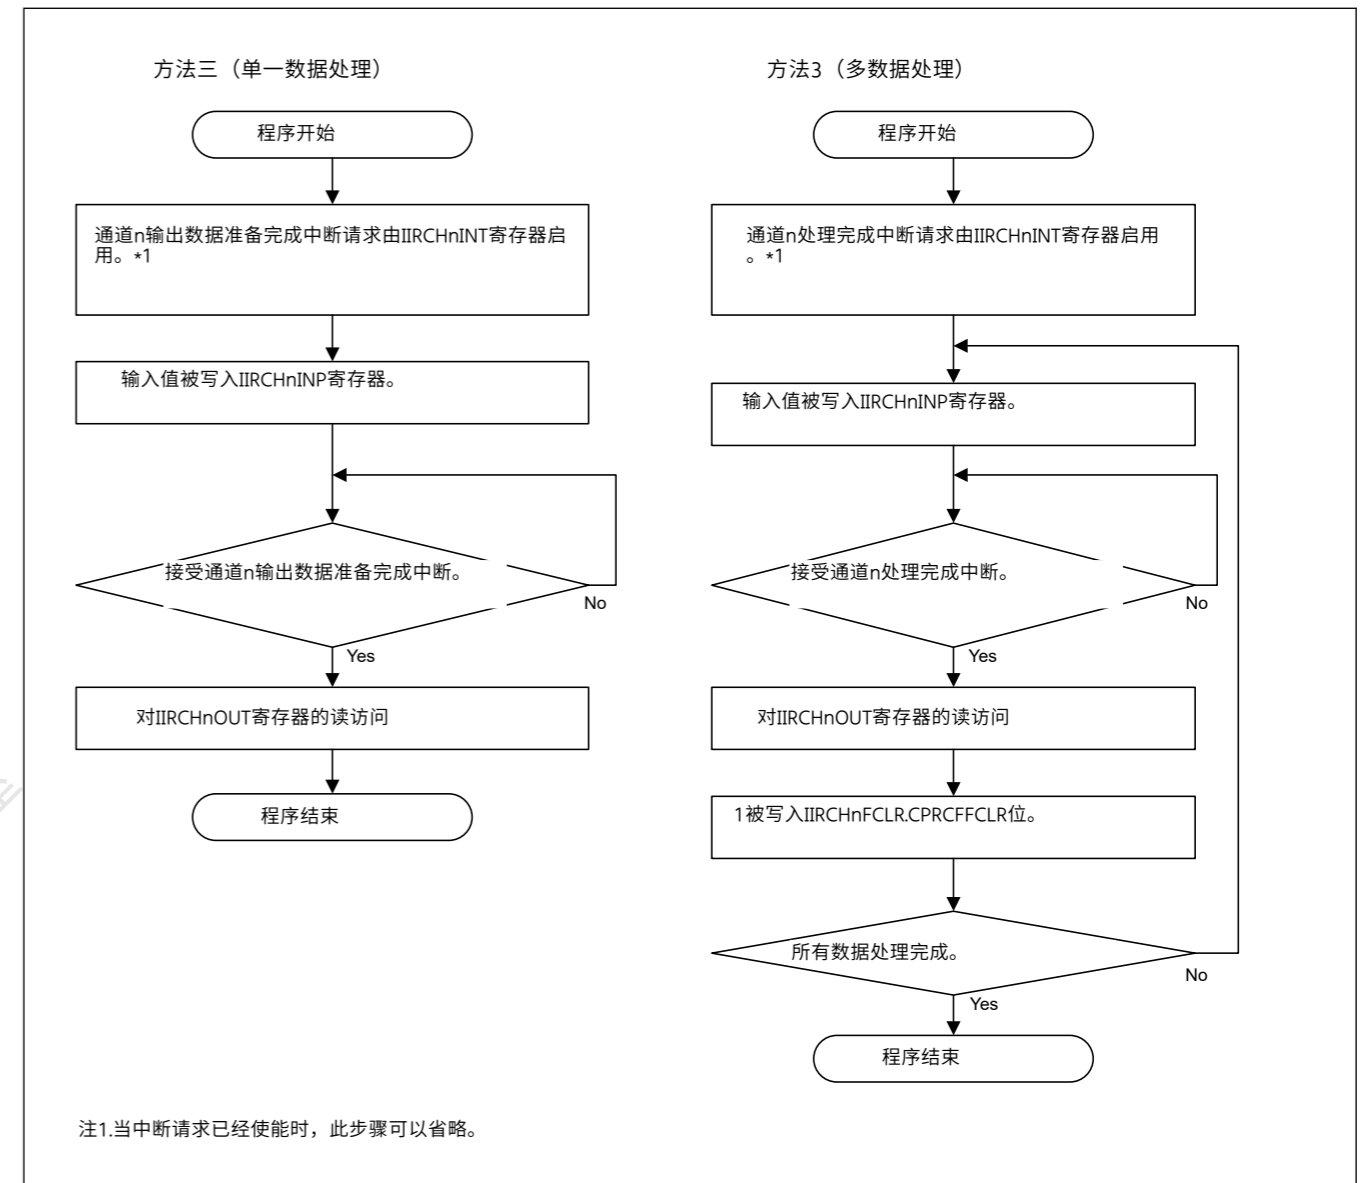 方法三（单一数据处理）
程序开始
通道n输出数据准备完成中断请求由IIRCHnINT寄存器启
用。*1
输入值被写入IIRCHnINP寄存器。
接受通道n输出数据准备完成中断。
No
Yes
对IIRCHnOUT寄存器的读访问
程序结束
方法3（多数据处理）
程序开始
通道n处理完成中断请求由IIRCHnINT寄存器启用
。*1
输入值被写入IIRCHnINP寄存器。
接受通道n处理完成中断。
No
Yes
对IIRCHnOUT寄存器的读访问
1被写入IIRCHnFCLR.CPRCFFCLR位。
所有数据处理完成。
No
Yes
程序结束
注1.当中断请求已经使能时，此步骤可以省略。